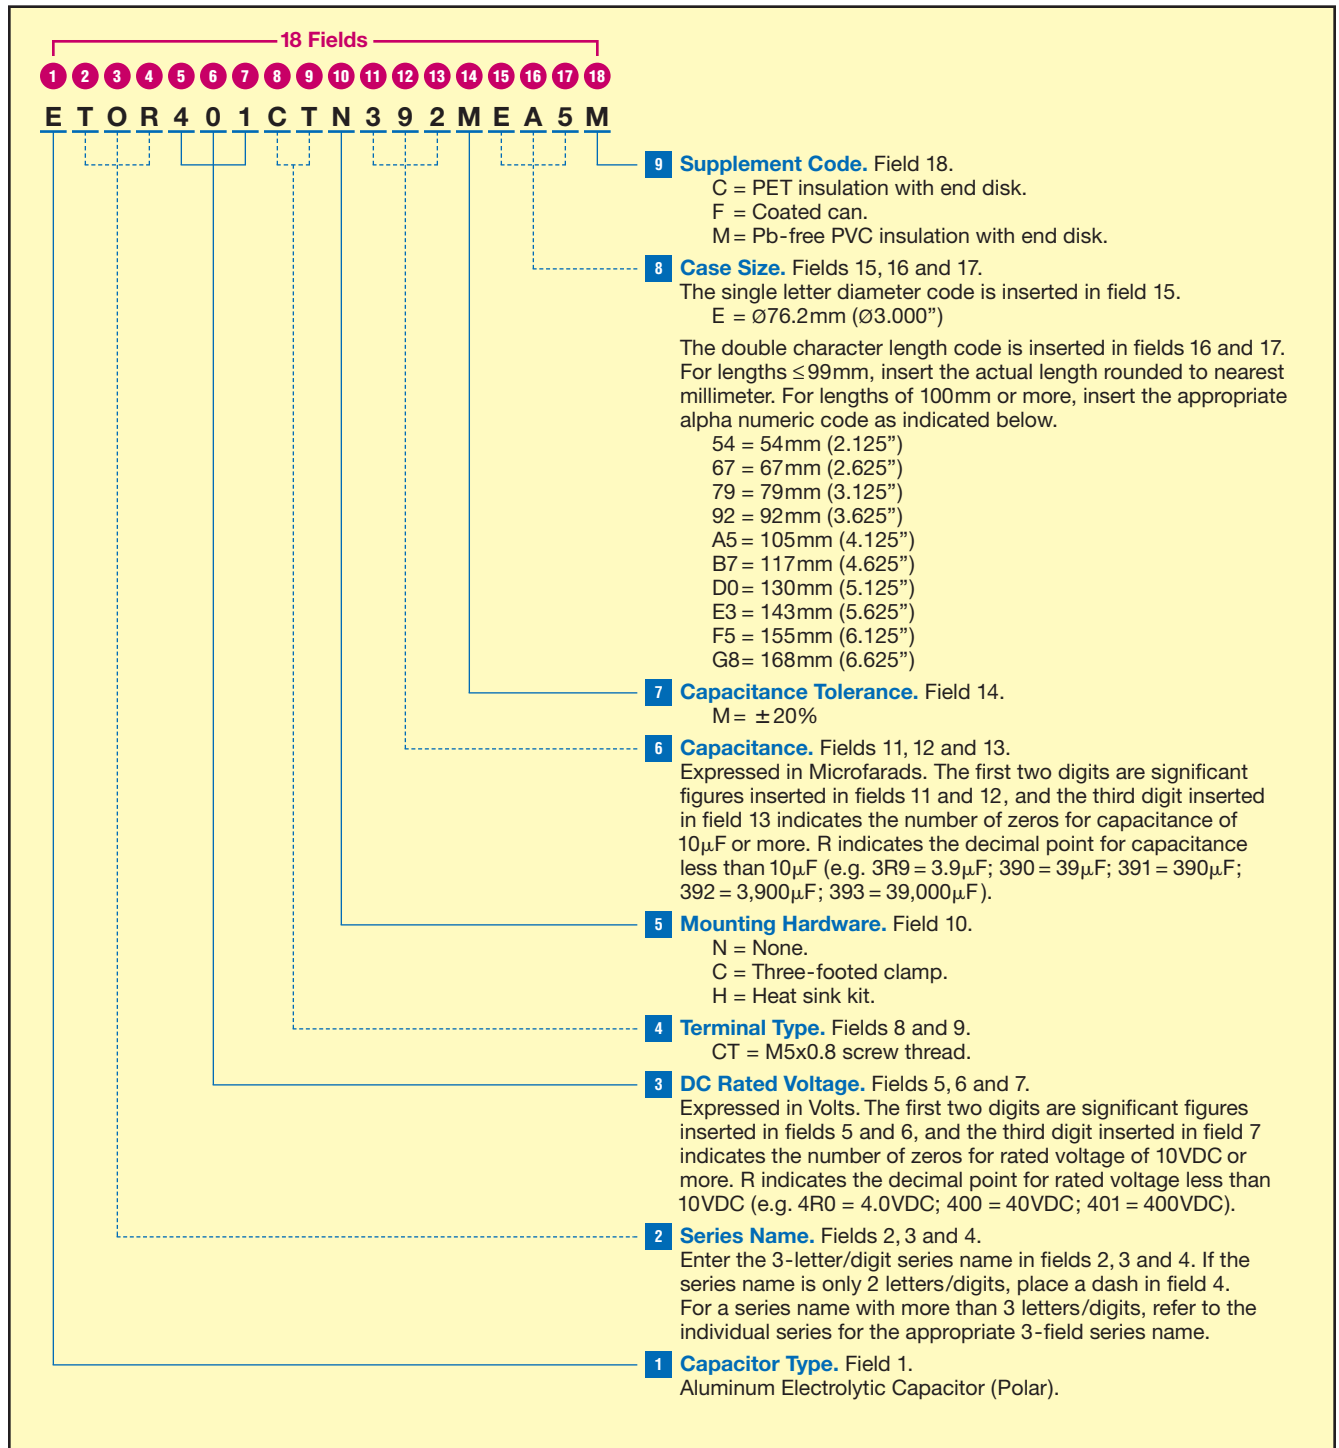 18 Fields
1 2 3 4 5 6 7 8 9 10 11 12 13 14 15 16 17 18
E T O R 4 0 1 C T N 3 9 2 M E A 5 M
9 Supplement Code. Field 18.
C = PET insulation with end disk.
F = Coated can.
M = Pb-free PVC insulation with end disk.
8 Case Size. Fields 15, 16 and 17.
The single letter diameter code is inserted in field 15.
E = Ø76.2mm (Ø3.000”)
The double character length code is inserted in fields 16 and 17.
For lengths ≤99mm, insert the actual length rounded to nearest
millimeter. For lengths of 100mm or more, insert the appropriate
alpha numeric code as indicated below.
54 = 54mm (2.125”)
67 = 67mm (2.625”)
79 = 79mm (3.125”)
92 = 92mm (3.625”)
A5 = 105mm (4.125”)
B7 = 117mm (4.625”)
D0 = 130mm (5.125”)
E3 = 143mm (5.625”)
F5 = 155mm (6.125”)
G8 = 168mm (6.625”)
7 Capacitance Tolerance. Field 14.
M = ±20%
6 Capacitance. Fields 11, 12 and 13.
Expressed in Microfarads. The first two digits are significant
figures inserted in fields 11 and 12, and the third digit inserted
in field 13 indicates the number of zeros for capacitance of
10µF or more. R indicates the decimal point for capacitance
less than 10µF (e.g. 3R9 = 3.9µF; 390 = 39µF; 391 = 390µF;
392 = 3,900µF; 393 = 39,000µF).
5 Mounting Hardware. Field 10.
N = None.
C = Three-footed clamp.
H = Heat sink kit.
4 Terminal Type. Fields 8 and 9.
CT = M5x0.8 screw thread.
3 DC Rated Voltage. Fields 5, 6 and 7.
Expressed in Volts. The first two digits are significant figures
inserted in fields 5 and 6, and the third digit inserted in field 7
indicates the number of zeros for rated voltage of 10VDC or
more. R indicates the decimal point for rated voltage less than
10VDC (e.g. 4R0 = 4.0VDC; 400 = 40VDC; 401 = 400VDC).
2 Series Name. Fields 2, 3 and 4.
Enter the 3-letter/digit series name in fields 2, 3 and 4. If the
series name is only 2 letters/digits, place a dash in field 4.
For a series name with more than 3 letters/digits, refer to the
individual series for the appropriate 3-field series name.
1 Capacitor Type. Field 1.
Aluminum Electrolytic Capacitor (Polar).